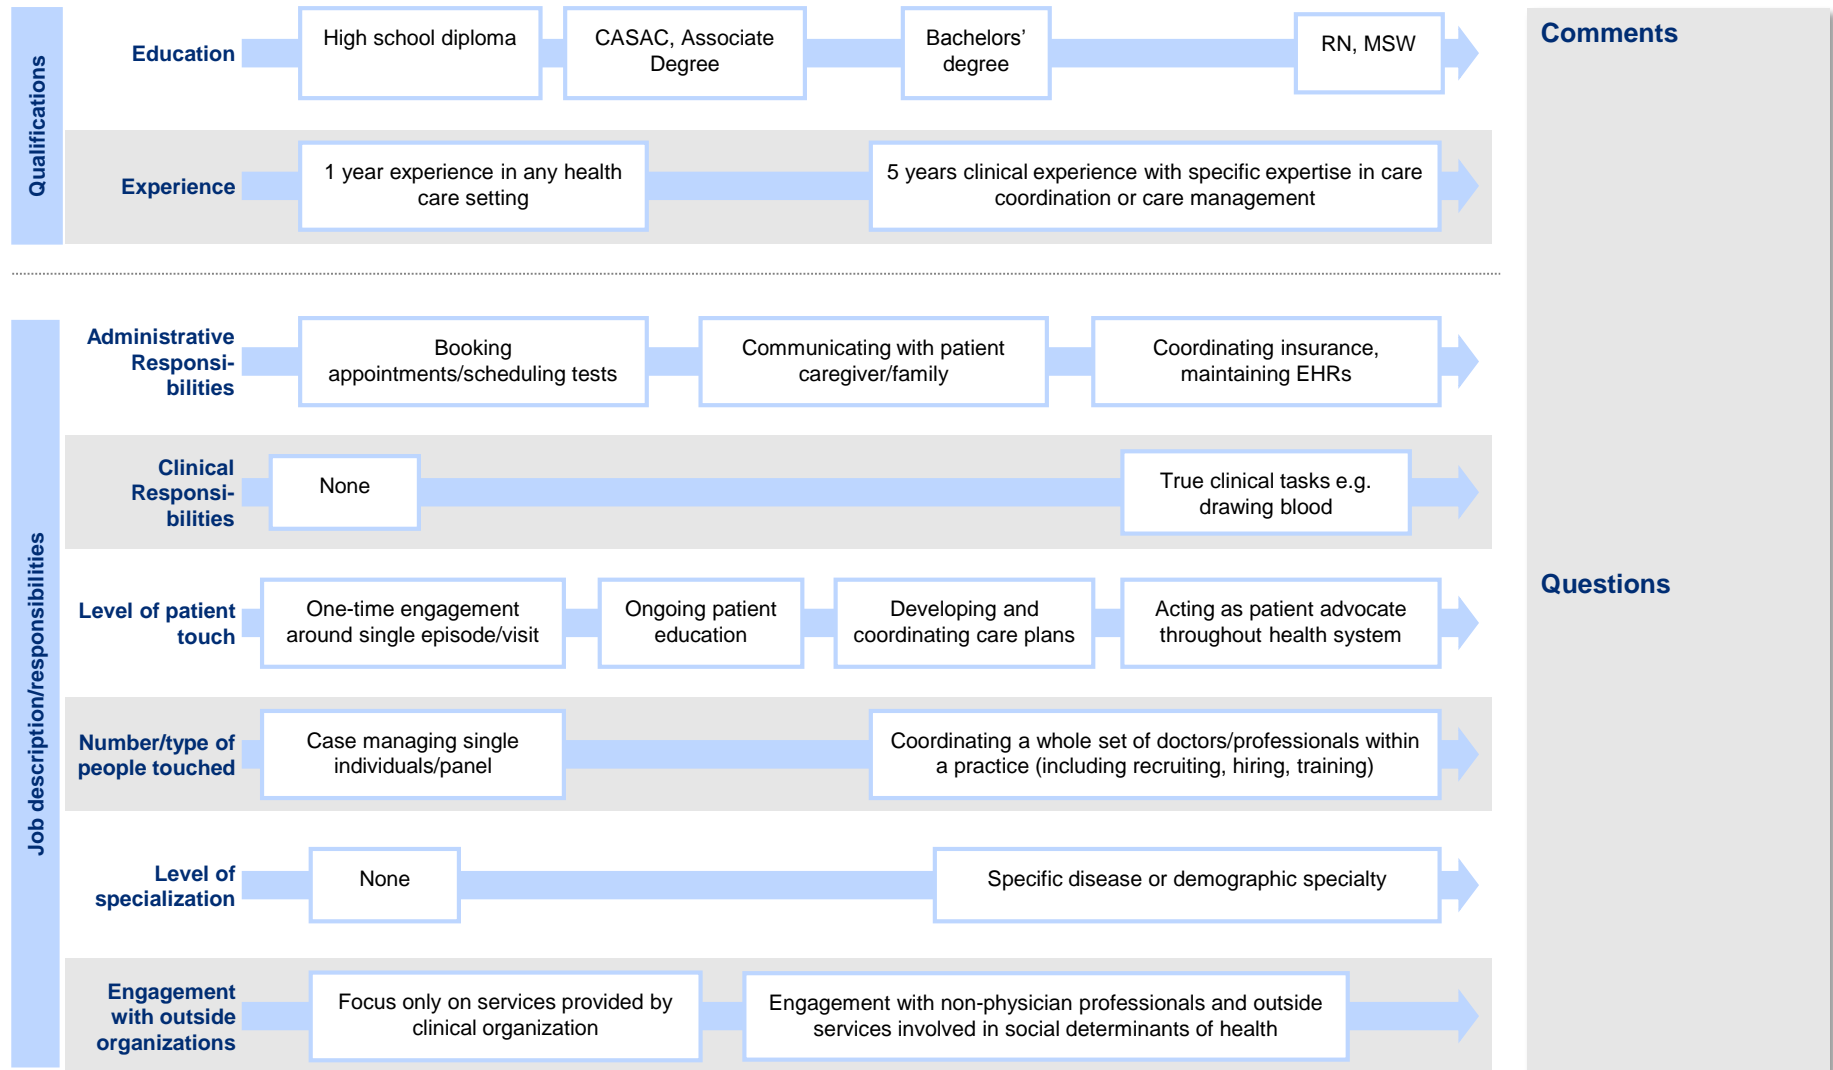 Qualifications
Education
High school diploma
CASAC, Associate
Degree
Bachelors’
degree
RN, MSW
Experience
1 year experience in any health
care setting
5 years clinical experience with specific expertise in care
coordination or care management
Job description/responsibilities
Administrative
Responsi-
bilities
Booking
appointments/scheduling tests
Communicating with patient
caregiver/family
Coordinating insurance,
maintaining EHRs
Clinical
Responsi-
bilities
None
True clinical tasks e.g.
drawing blood
Level of patient
touch
One-time engagement
around single episode/visit
Ongoing patient
education
Developing and
coordinating care plans
Acting as patient advocate
throughout health system
Number/type of
people touched
Case managing single
individuals/panel
Coordinating a whole set of doctors/professionals within
a practice (including recruiting, hiring, training)
Level of
specialization
None
Specific disease or demographic specialty
Engagement
with outside
organizations
Focus only on services provided by
clinical organization
Engagement with non-physician professionals and outside
services involved in social determinants of health
Comments
Questions